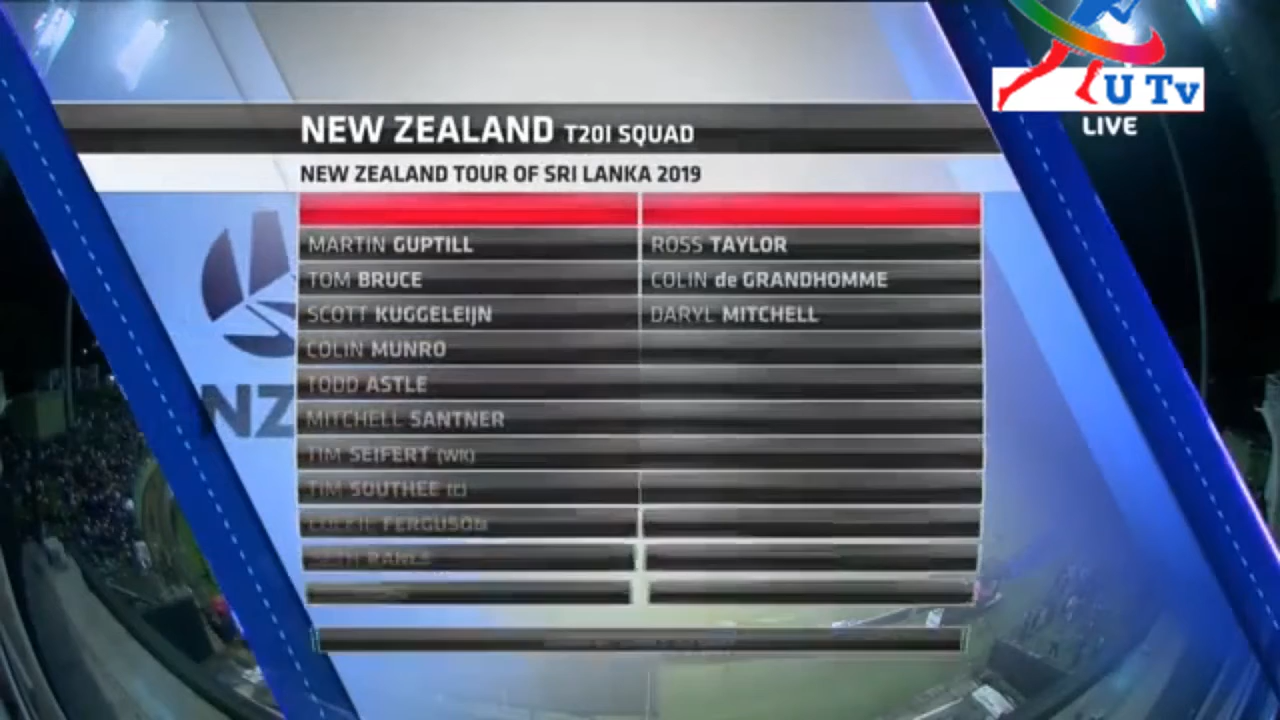 U Tv
LIVE
NEW ZEALAND T20I SQUAD
NEW ZEALAND TOUR OF SRI LANKA 2019
MARTIN GUPTILL ROSS TAYLOR
TOM BRUCE COLIN de GRANDHOMME
SCOTT KUGGELEIJN DARYL MITCHELL
COLIN MUNRO
TODD ASTLE
MITCHELL SANTNER
TIM SEIFERT (WK)
TIM SOUTHEE (C)
FERGUSON
NZ